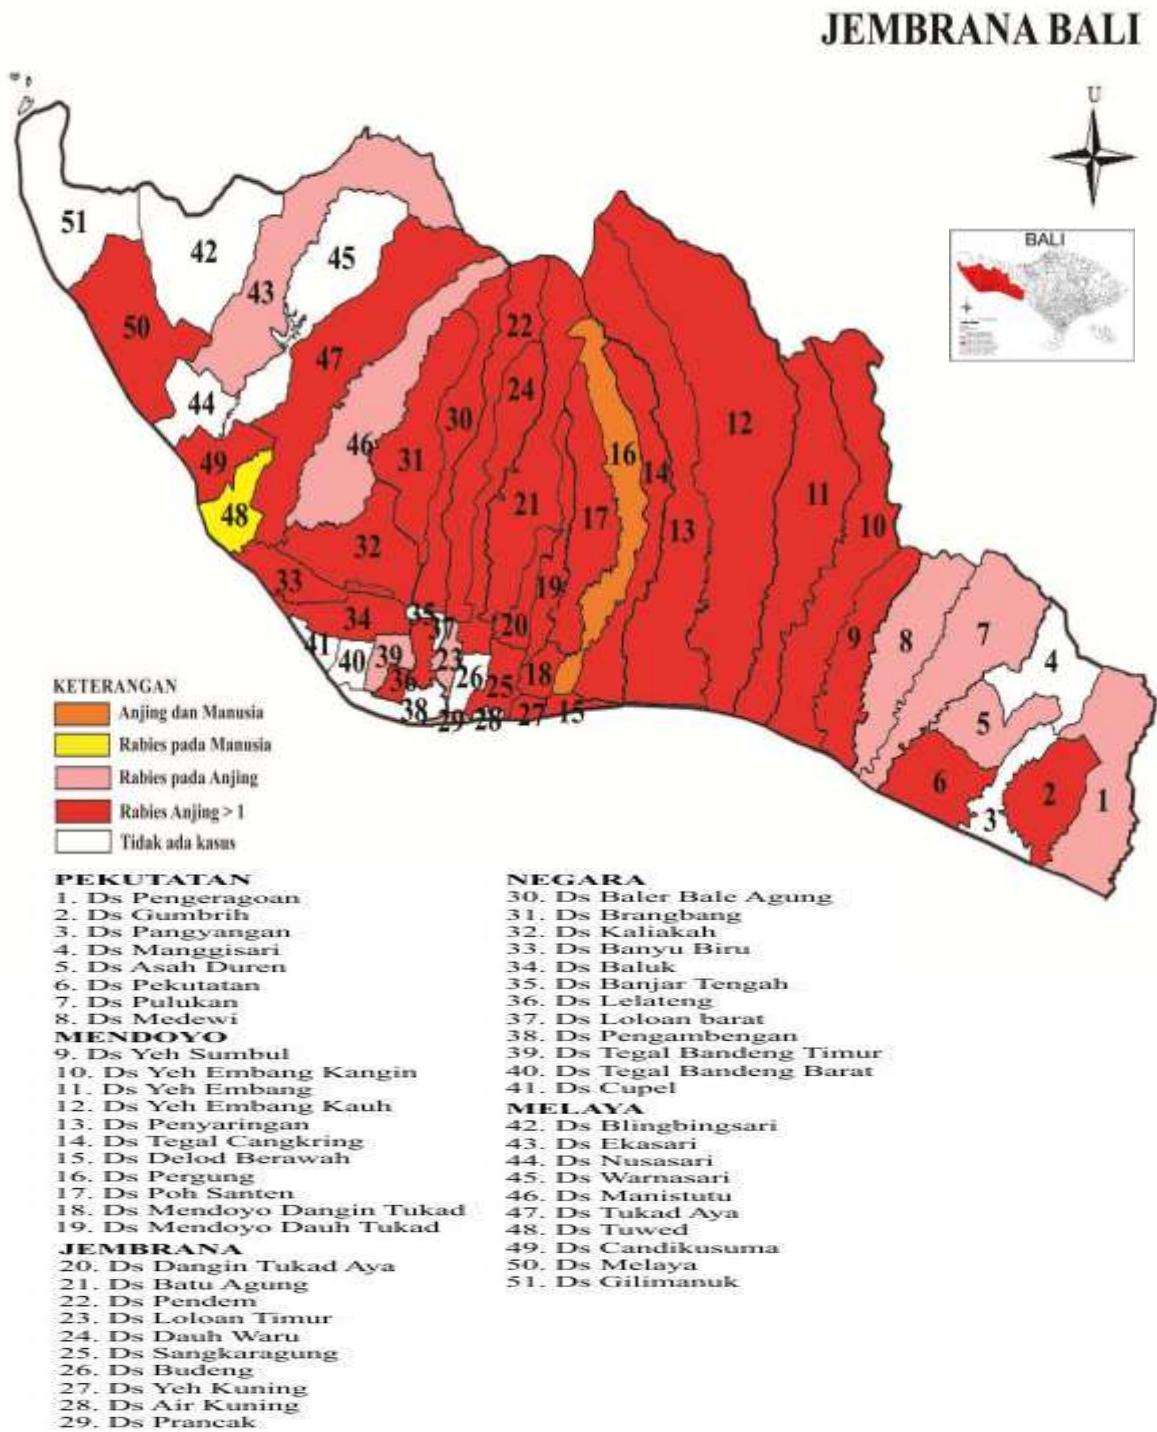 JEMBRANA BALI
U
BALI
51
42
45
43
50
47
44
46
49
48
22
24
30
31
21
32
33
34
41
40
39
35
37
36
23
26
38
29
28
25
27
20
19
18
15
17
16
14
13
12
11
10
9
8
7
4
5
6
3
2
1
KETERANGAN
Anjing dan Manusia
Rabies pada Manusia
Rabies pada Anjing
Rabies Anjing > 1
Tidak ada kasus
PEKUTATAN
1. Ds Pengeragoan
2. Ds Gumbrih
3. Ds Pangyangan
4. Ds Manggisari
5. Ds Asah Duren
6. Ds Pekutatan
7. Ds Pulukan
8. Ds Medewi
MENDOYO
9. Ds Yeh Sumbul
10. Ds Yeh Embang Kangin
11. Ds Yeh Embang
12. Ds Yeh Embang Kauh
13. Ds Penyaringan
14. Ds Tegal Cangkring
15. Ds Delod Berawah
16. Ds Pergung
17. Ds Poh Santen
18. Ds Mendoyo Dangin Tukad
19. Ds Mendoyo Dauh Tukad
JEMBRANA
20. Ds Dangin Tukad Aya
21. Ds Batu Agung
22. Ds Pendem
23. Ds Loloan Timur
24. Ds Dauh Waru
25. Ds Sangkaragung
26. Ds Budeng
27. Ds Yeh Kuning
28. Ds Air Kuning
29. Ds Prancak
NEGARA
30. Ds Baler Bale Agung
31. Ds Brangbang
32. Ds Kaliakah
33. Ds Banyu Biru
34. Ds Baluk
35. Ds Banjar Tengah
36. Ds Lelateng
37. Ds Loloan barat
38. Ds Pengambengan
39. Ds Tegal Bandeng Timur
40. Ds Tegal Bandeng Barat
41. Ds Cupel
MELAYA
42. Ds Blingbingsari
43. Ds Ekasari
44. Ds Nusasari
45. Ds Warnasari
46. Ds Manistutu
47. Ds Tukad Aya
48. Ds Tuwed
49. Ds Candikusuma
50. Ds Melaya
51. Ds Gilimanuk